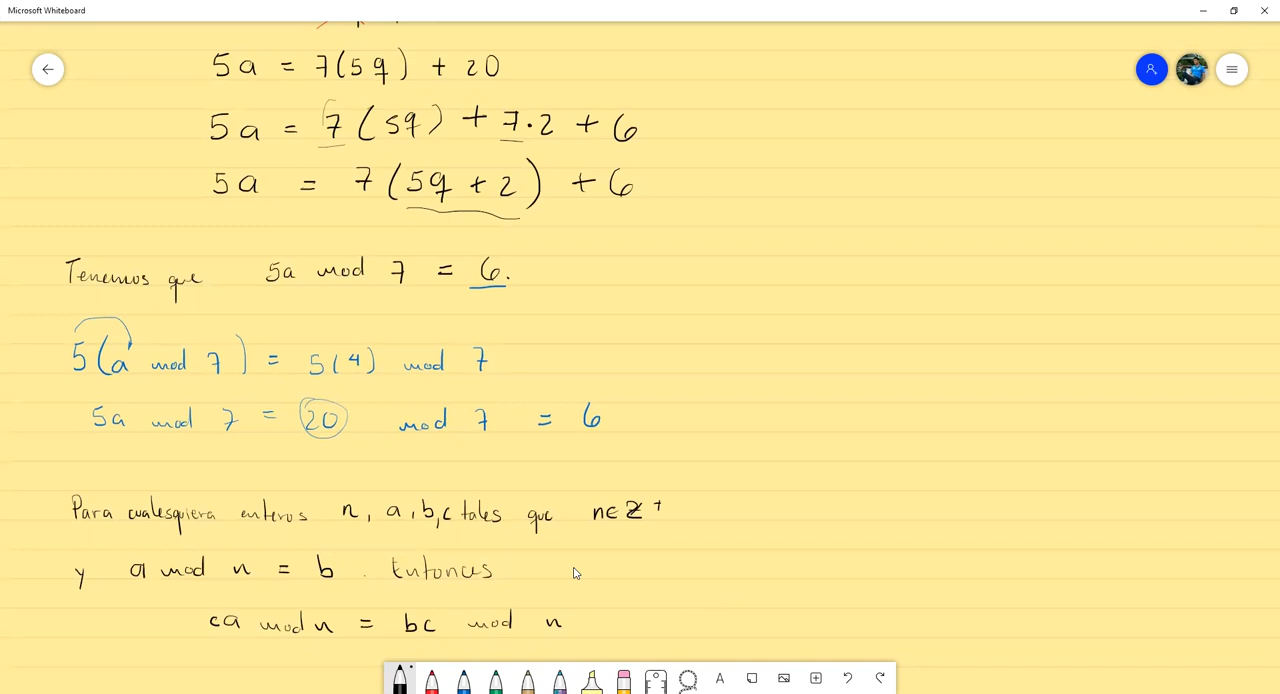 Microsoft Whiteboard
5a = 7(5q) + 20
5a = 7(5q) + 7·2 + 6
5a = 7(5q + 2) + 6
Tenemos que 5a mod 7 = 6.
5(a mod 7) = 5(4) mod 7
5a mod 7 = 20 mod 7 = 6
Para cualesquiera enteros n, a, b, c tales que n∈ℤ⁺
y a mod n = b. Entonces
ca mod n = bc mod n
A